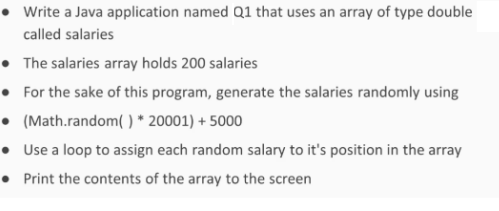 ● Write a Java application named Q1 that uses an array of type double
called salaries
● The salaries array holds 200 salaries
● For the sake of this program, generate the salaries randomly using
● (Math.random( ) * 20001) + 5000
● Use a loop to assign each random salary to it's position in the array
● Print the contents of the array to the screen